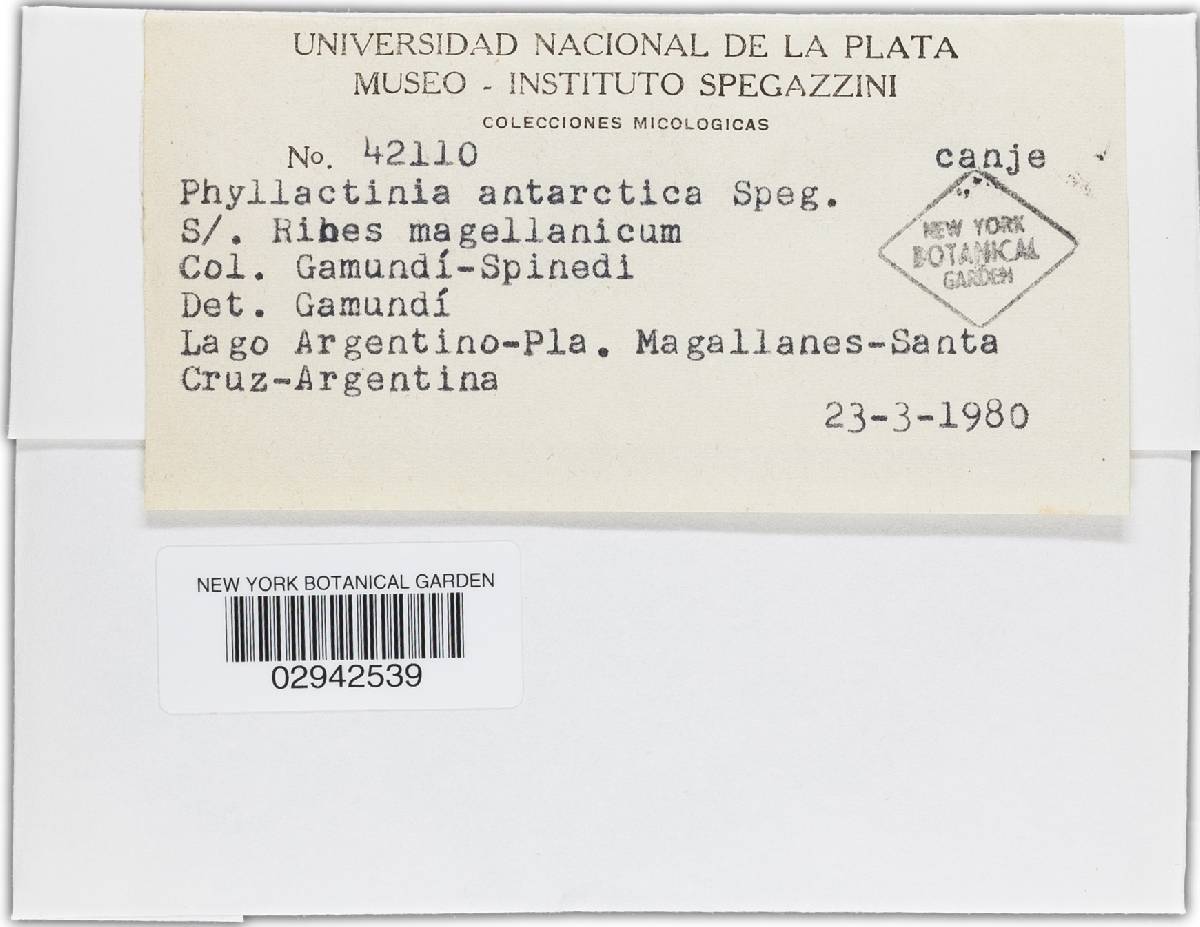 UNIVERSIDAD NACIONAL DE LA PLATA
MUSEO - INSTITUTO SPEGAZZINI
COLECCIONES MICOLOGICAS
No. 42110 canje
Phyllactinia antarctica Speg.
S/. Ribes magellanicum
Col. Gamundí-Spinedi
Det. Gamundí
Lago Argentino-Pla. Magallanes-Santa
Cruz-Argentina
23-3-1980
NEW YORK
BOTANICAL
GARDEN
NEW YORK BOTANICAL GARDEN
02942539